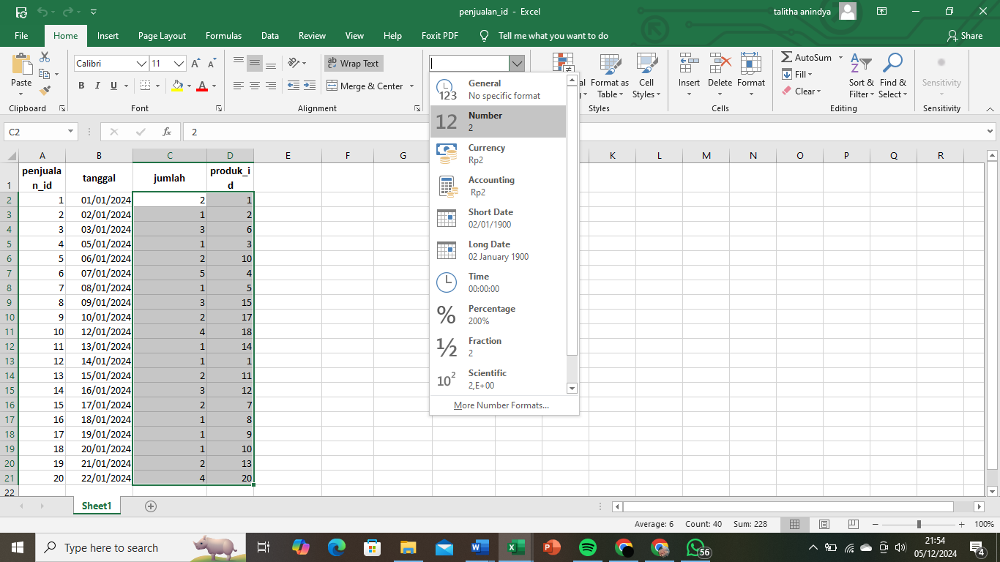 penjualan_id - Excel
talitha anindya
File Home Insert Page Layout Formulas Data Review View Help Foxit PDF Tell me what you want to do Share
Paste
Clipboard
Calibri 11
B I U A A A
Font
Wrap Text
Merge & Center
Alignment
Format as Table
Cell Styles
Styles
Insert Delete Format
Cells
AutoSum
Fill
Clear
Sort & Filter
Find & Select
Editing
Sensitivity
Sensitivity
General
No specific format
Number
2
Currency
Rp2
Accounting
Rp2
Short Date
02/01/1900
Long Date
02 January 1900
Time
00:00:00
Percentage
200%
Fraction
2
Scientific
2,E+00
More Number Formats...
C2 fx 2
A B C D E F G K L M N O P Q R
1 penjualan_id tanggal jumlah produk_id
2 1 01/01/2024 2 1
3 2 02/01/2024 1 2
4 3 03/01/2024 3 6
5 4 05/01/2024 1 3
6 5 06/01/2024 2 10
7 6 07/01/2024 5 4
8 7 08/01/2024 1 5
9 8 09/01/2024 3 15
10 9 10/01/2024 2 17
11 10 12/01/2024 4 18
12 11 13/01/2024 1 14
13 12 14/01/2024 1 1
14 13 15/01/2024 2 11
15 14 16/01/2024 3 12
16 15 17/01/2024 2 7
17 16 18/01/2024 1 8
18 17 19/01/2024 1 9
19 18 20/01/2024 1 10
20 19 21/01/2024 2 13
21 20 22/01/2024 4 20
22
Sheet1
Average: 6 Count: 40 Sum: 228 100%
Type here to search
56
21:54
05/12/2024
4